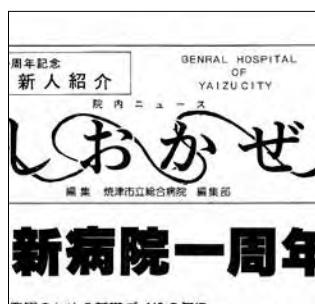 周年記念
新人紹介
GENRAL HOSPITAL
OF
YAIZU CITY
院内ニュース
しおかぜ
編集 焼津市立総合病院 編集部
新病院一周年